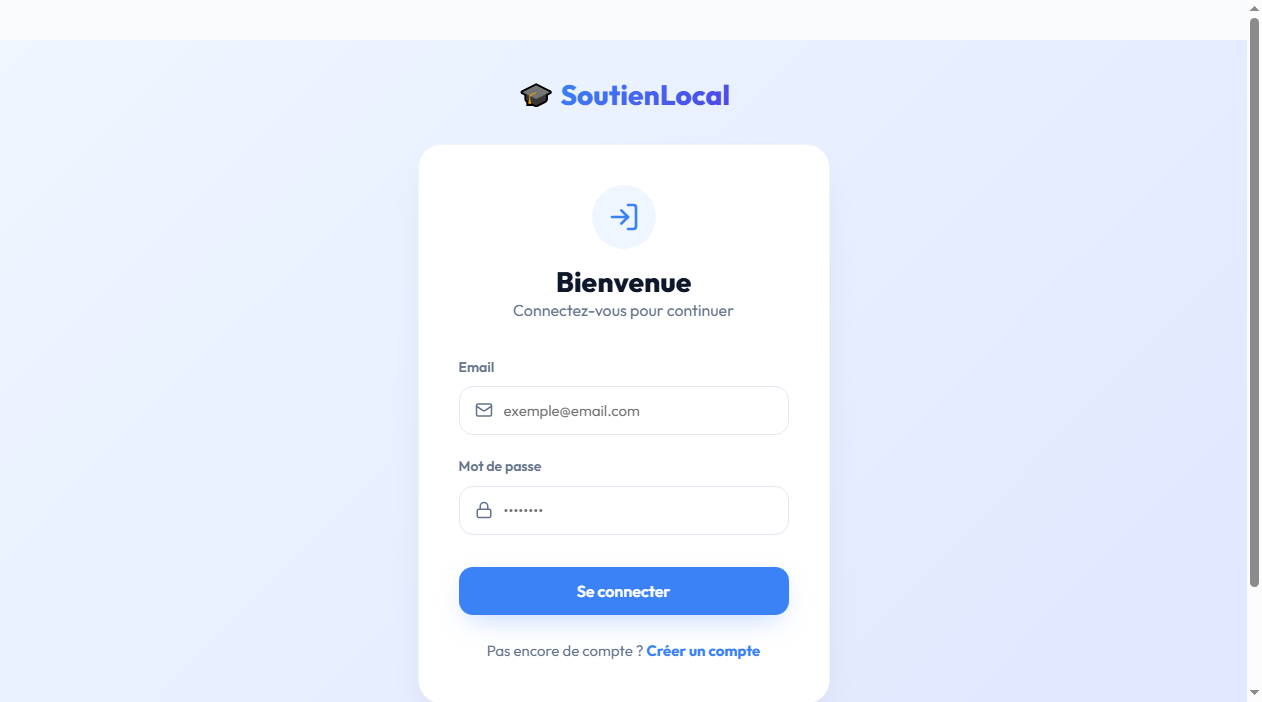 SoutienLocal
Bienvenue
Connectez-vous pour continuer
Email
exemple@email.com
Mot de passe
••••••••
Se connecter
Pas encore de compte ? Créer un compte